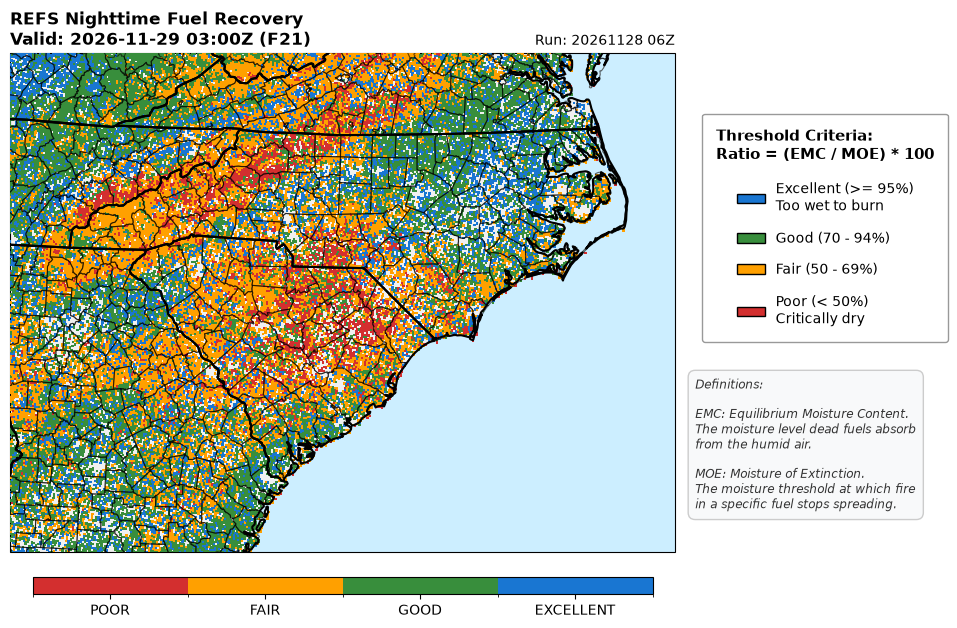 REFS Nighttime Fuel Recovery
Valid: 2026-11-29 03:00Z (F21)
Run: 20261128 06Z
Threshold Criteria:
Ratio = (EMC / MOE) * 100
Excellent (>= 95%)
Too wet to burn
Good (70 - 94%)
Fair (50 - 69%)
Poor (< 50%)
Critically dry
Definitions:
EMC: Equilibrium Moisture Content.
The moisture level dead fuels absorb
from the humid air.
MOE: Moisture of Extinction.
The moisture threshold at which fire
in a specific fuel stops spreading.
POOR
FAIR
GOOD
EXCELLENT